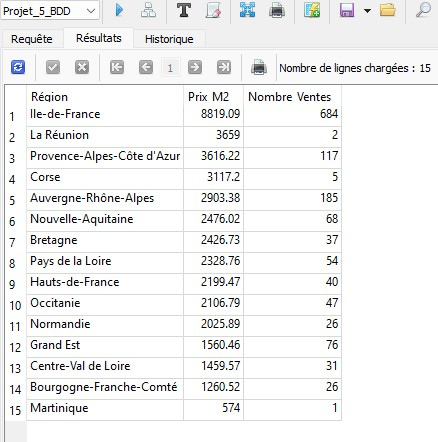 Projet_5_BDD
Requête Résultats Historique
1 Nombre de lignes chargées : 15
Région Prix M2 Nombre Ventes
1 Ile-de-France 8819.09 684
2 La Réunion 3659 2
3 Provence-Alpes-Côte d'Azur 3616.22 117
4 Corse 3117.2 5
5 Auvergne-Rhône-Alpes 2903.38 185
6 Nouvelle-Aquitaine 2476.02 68
7 Bretagne 2426.73 37
8 Pays de la Loire 2328.76 54
9 Hauts-de-France 2199.47 40
10 Occitanie 2106.79 47
11 Normandie 2025.89 26
12 Grand Est 1560.46 76
13 Centre-Val de Loire 1459.57 31
14 Bourgogne-Franche-Comté 1260.52 26
15 Martinique 574 1